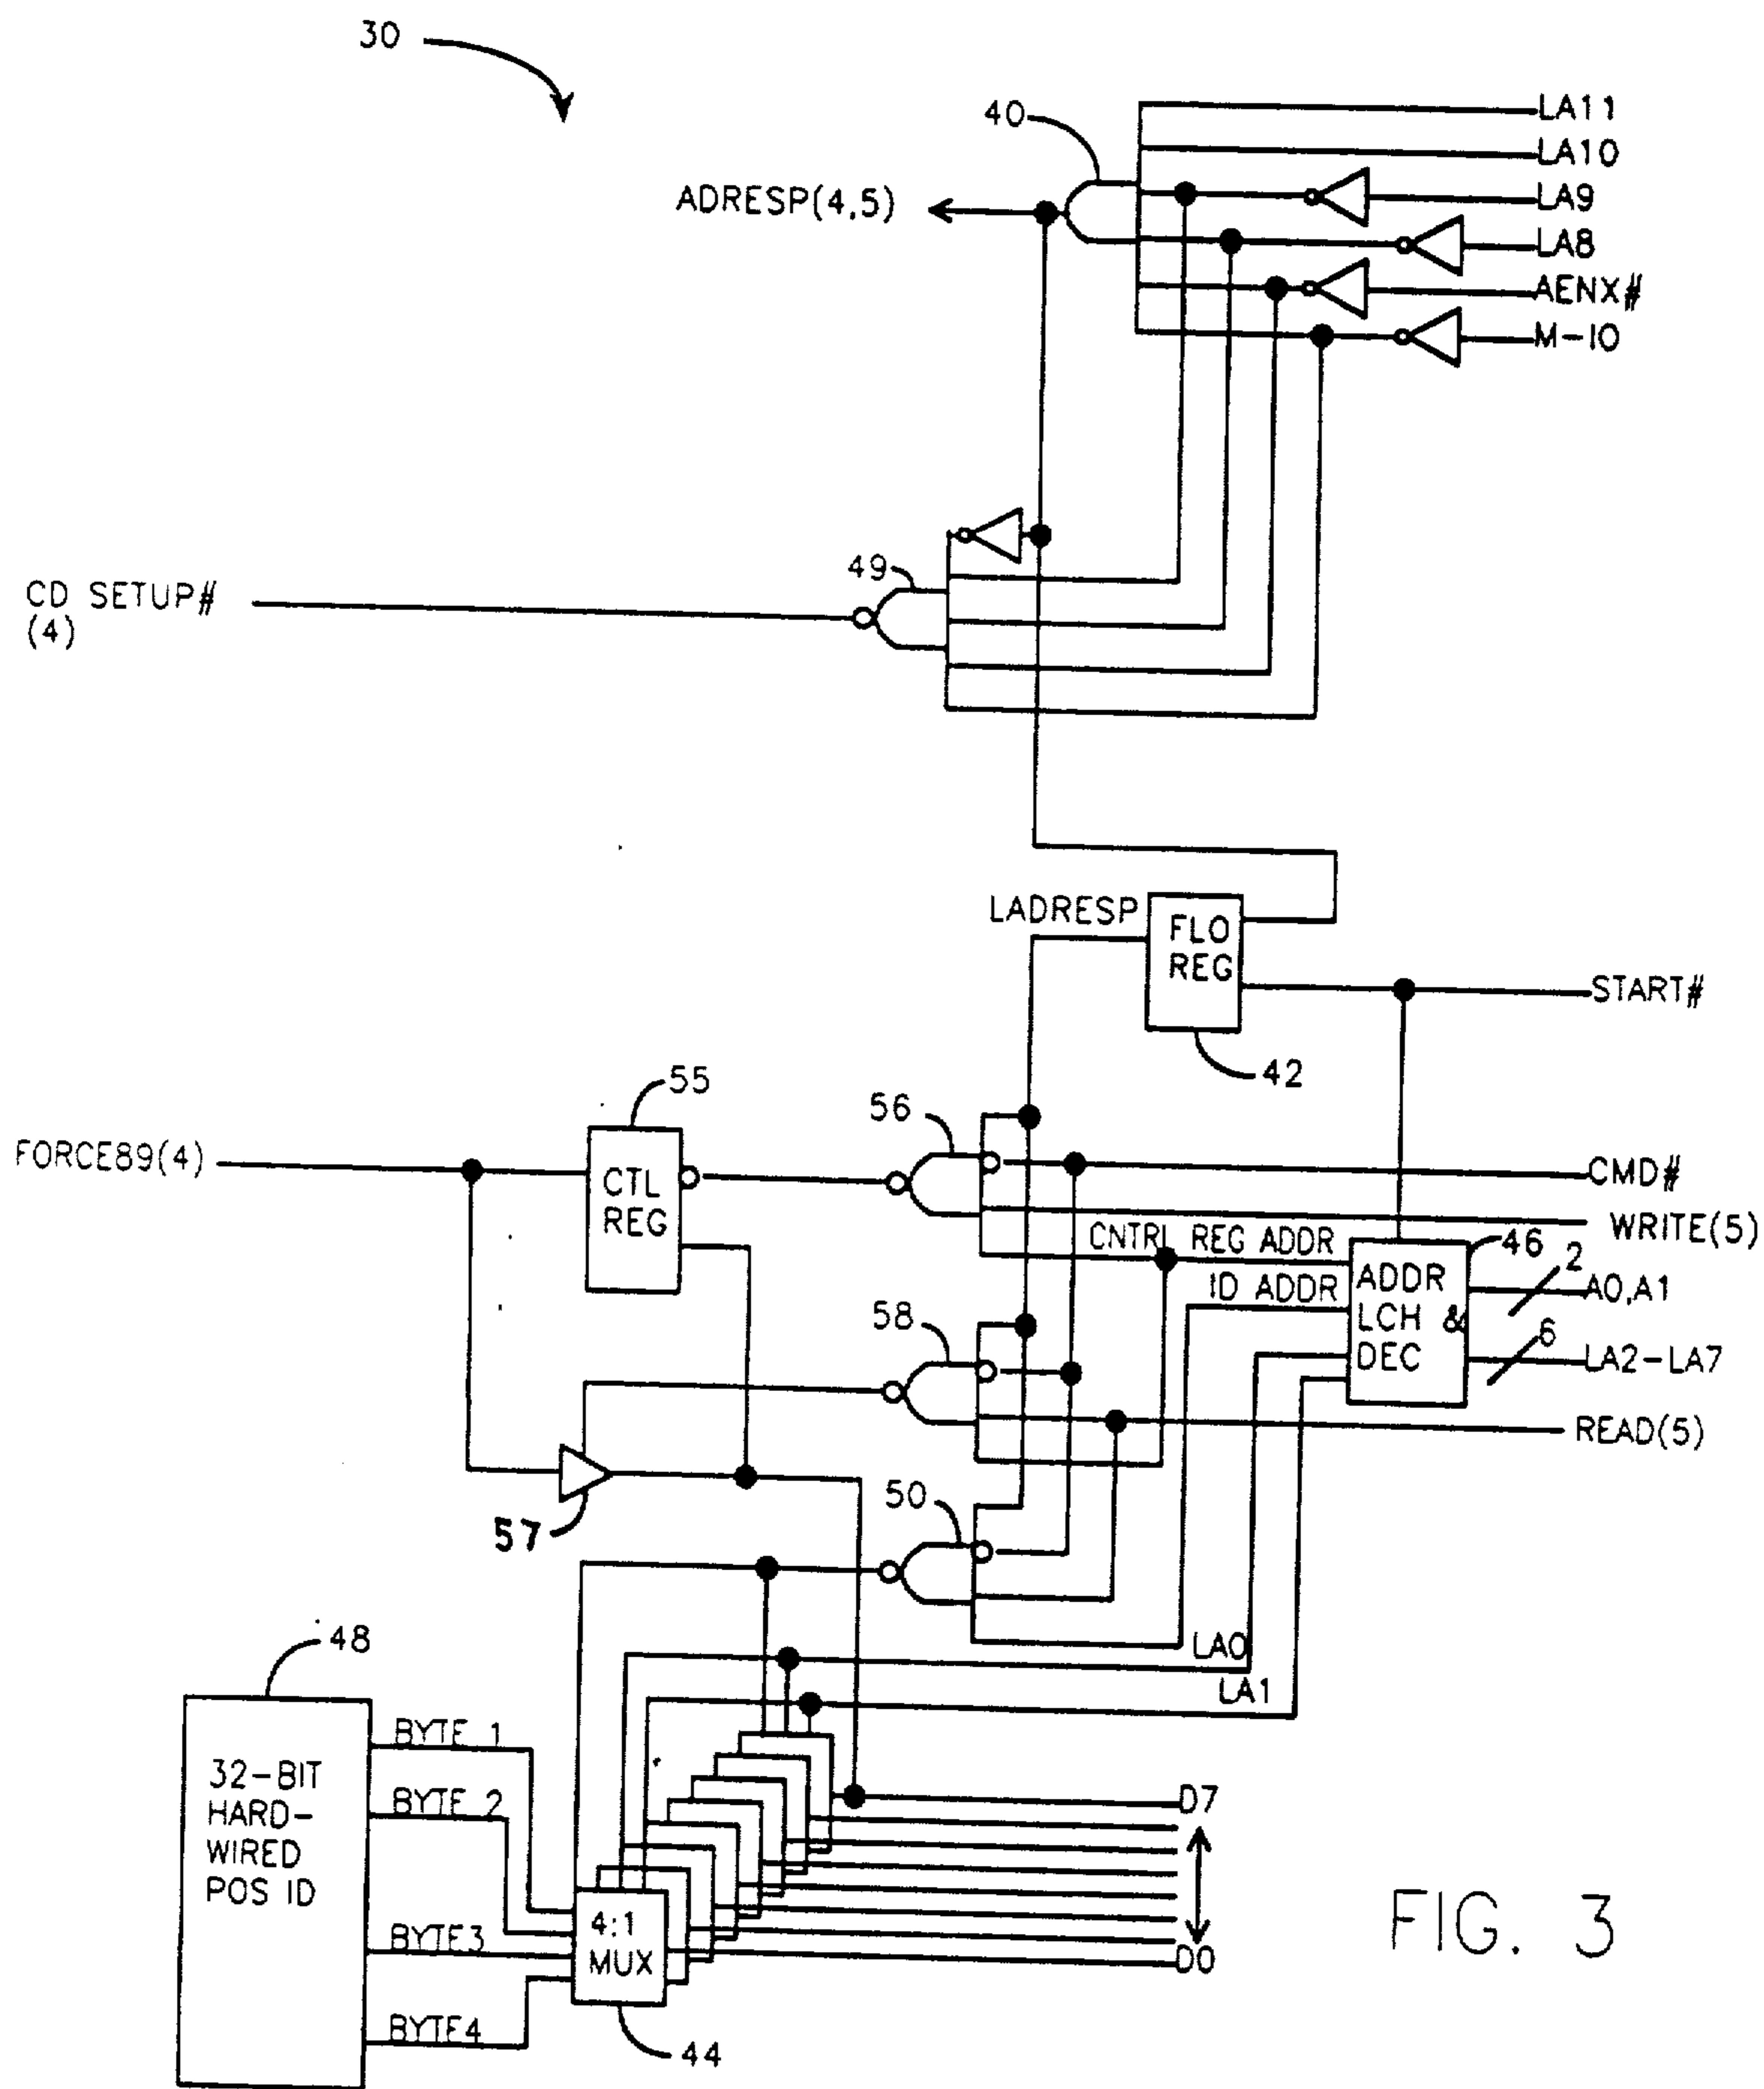 30
40
LA11
LA10
ADRESP(4,5)
LA9
LA8
AENX#
M-IO
49
CD SETUP#
(4)
LADRESP
FLO
REG
START#
42
55
56
FORCE89(4)
CTL
REG
CMD#
WRITE(5)
CNTRL REG ADDR
46
ID ADDR
ADDR
LCH &
DEC
2
A0,A1
6
LA2-LA7
58
READ(5)
57
50
LA0
LA1
48
32-BIT
HARD-
WIRED
POS ID
BYTE 1
BYTE 2
BYTE3
BYTE4
4:1
MUX
44
D7
D0
FIG. 3